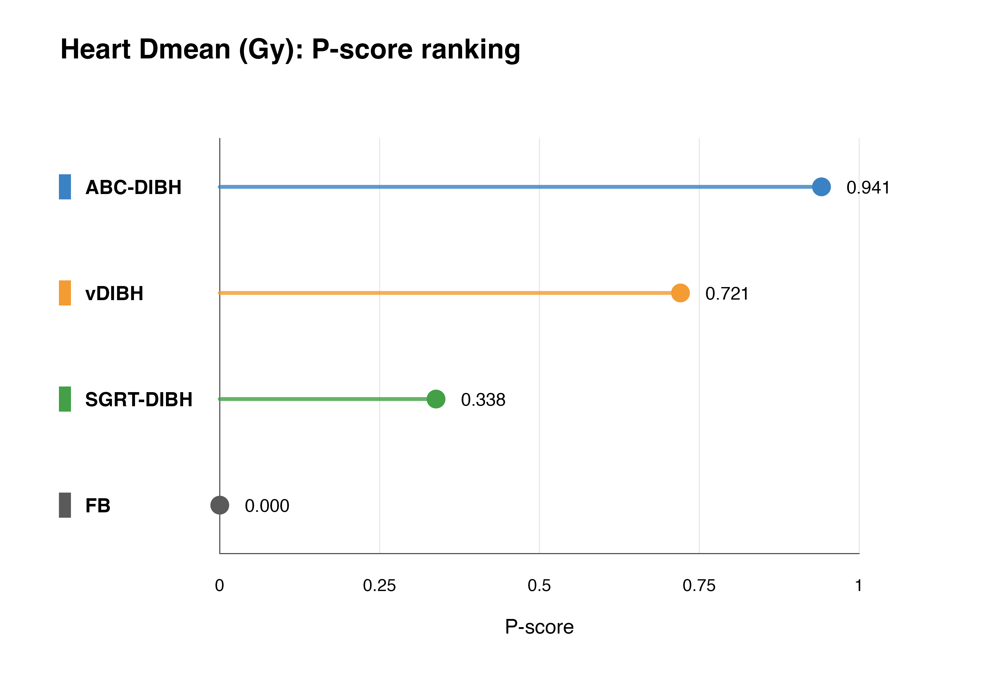 Heart Dmean (Gy): P-score ranking
ABC-DIBH 0.941
vDIBH 0.721
SGRT-DIBH 0.338
FB 0.000
0 0.25 0.5 0.75 1
P-score